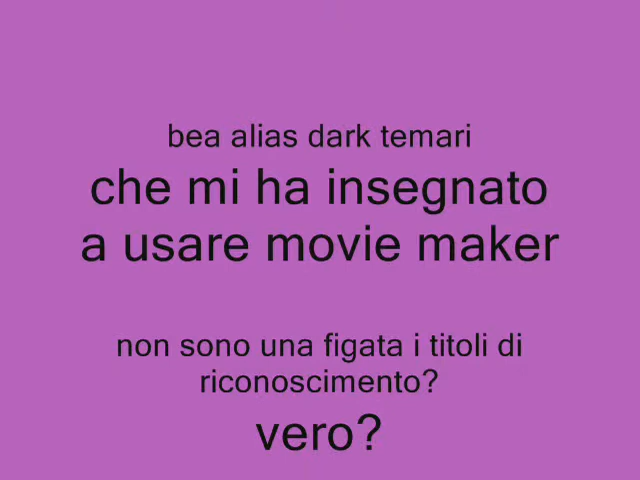 bea alias dark temari
che mi ha insegnato
a usare movie maker
non sono una figata i titoli di
riconoscimento?
vero?